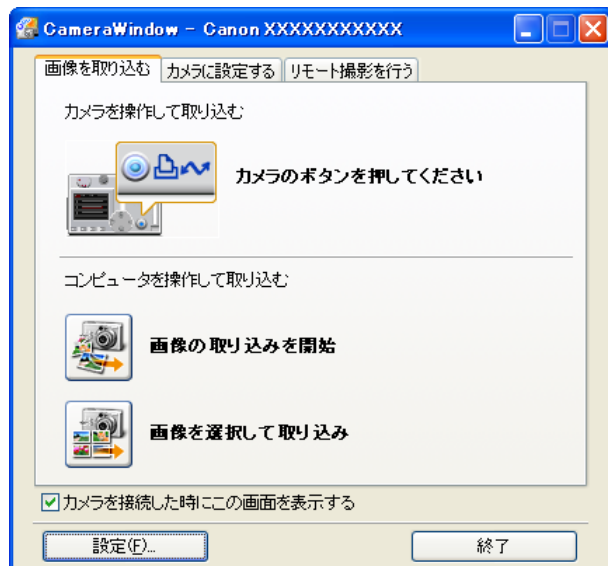 CameraWindow - Canon XXXXXXXXXXX
画像を取り込む カメラに設定する リモート撮影を行う
カメラを操作して取り込む
カメラのボタンを押してください
コンピュータを操作して取り込む
画像の取り込みを開始
画像を選択して取り込み
カメラを接続した時にこの画面を表示する
設定(F)... 終了